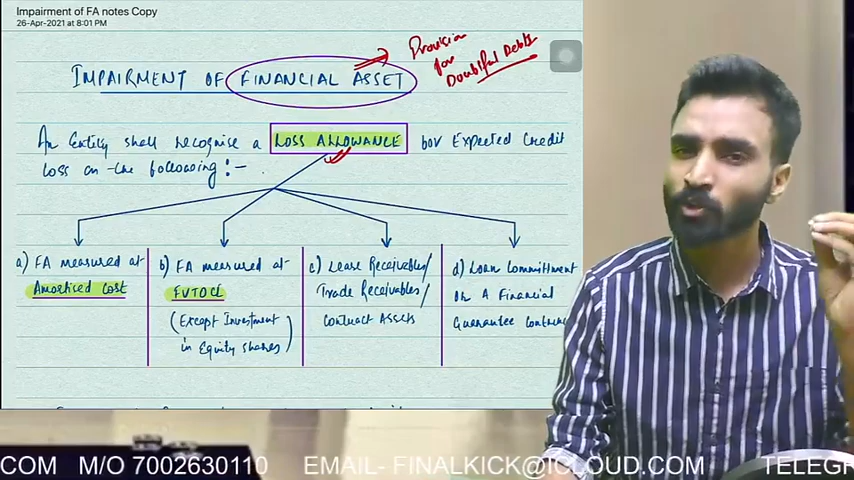 Impairment of FA notes Copy
26-Apr-2021 at 8:01 PM
Provision
for
Doubtful Debts
IMPAIRMENT OF FINANCIAL ASSET
An Entity shall recognise a LOSS ALLOWANCE for Expected Credit
Loss on the following:-
a) FA measured at
Amortised Cost
b) FA measured at
FVTOCI
(Except Investment
in Equity shares)
c) Lease Receivables/
Trade Receivables/
Contract Assets
d) Loan Committment
or A Financial
Guarantee
COM M/O 7002630110 EMAIL- FINALKICK@ICLOUD.COM TELEGR